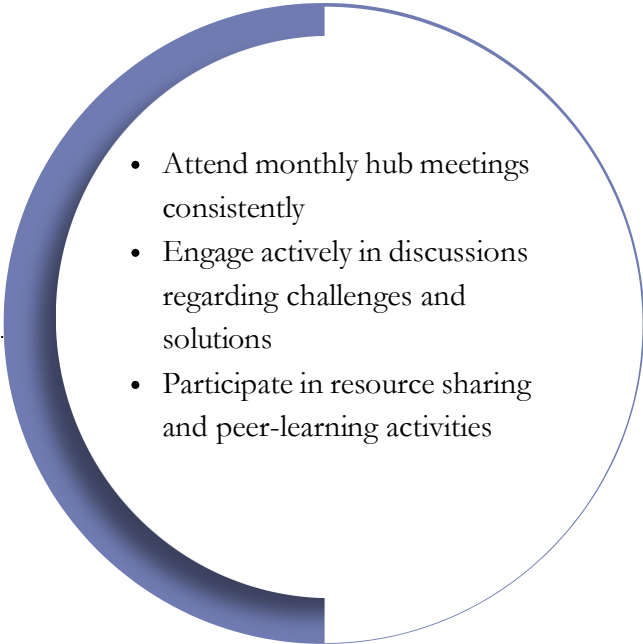 • Attend monthly hub meetings
consistently
• Engage actively in discussions
regarding challenges and
solutions
• Participate in resource sharing
and peer-learning activities